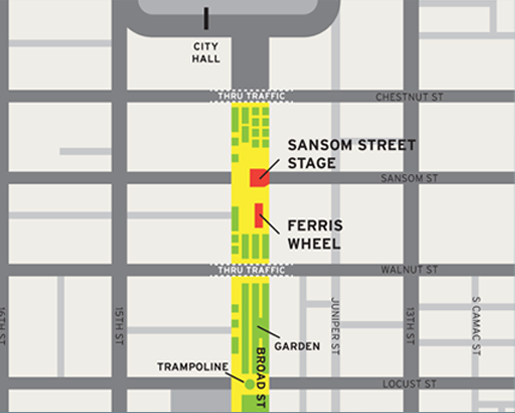 CITY
HALL
THRU TRAFFIC
CHESTNUT ST
SANSOM STREET
STAGE
SANSOM ST
FERRIS
WHEEL
THRU TRAFFIC
WALNUT ST
16TH ST
15TH ST
JUNIPER ST
13TH ST
S CAMAC ST
GARDEN
TRAMPOLINE
BROAD ST
LOCUST ST